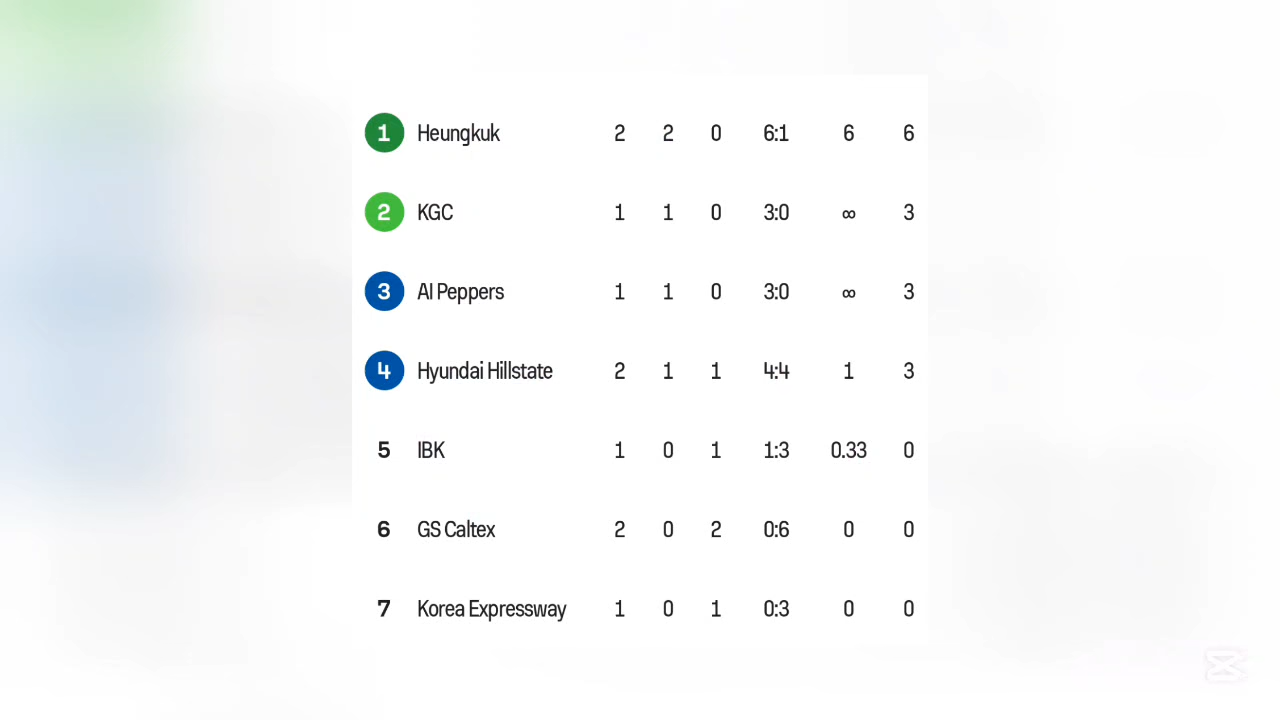 1 Heungkuk 2 2 0 6:1 6 6
2 KGC 1 1 0 3:0 ∞ 3
3 AI Peppers 1 1 0 3:0 ∞ 3
4 Hyundai Hillstate 2 1 1 4:4 1 3
5 IBK 1 0 1 1:3 0.33 0
6 GS Caltex 2 0 2 0:6 0 0
7 Korea Expressway 1 0 1 0:3 0 0